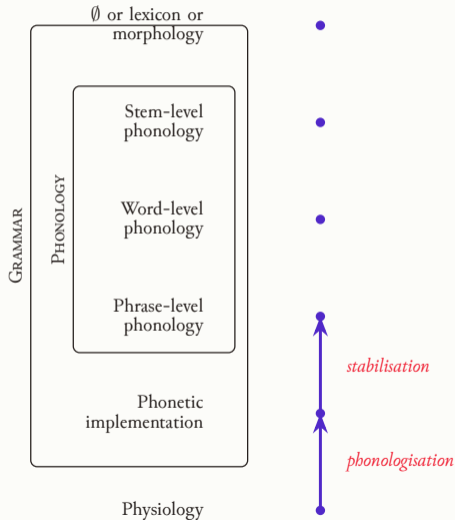 ∅ or lexicon or
morphology
Stem-level
phonology
Word-level
phonology
Phrase-level
phonology
Phonetic
implementation
Physiology
GRAMMAR
PHONOLOGY
stabilisation
phonologisation